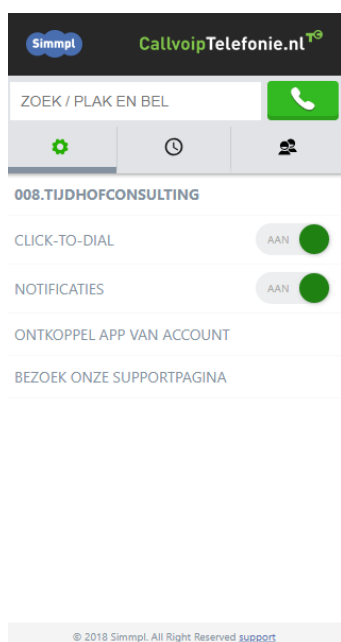 Simmpl
CallvoipTelefonie.nl TC
ZOEK / PLAK EN BEL
008.TIJDHOFCONSULTING
CLICK-TO-DIAL
AAN
NOTIFICATIES
AAN
ONTKOPPEL APP VAN ACCOUNT
BEZOEK ONZE SUPPORTPAGINA
© 2018 Simmpl. All Right Reserved support